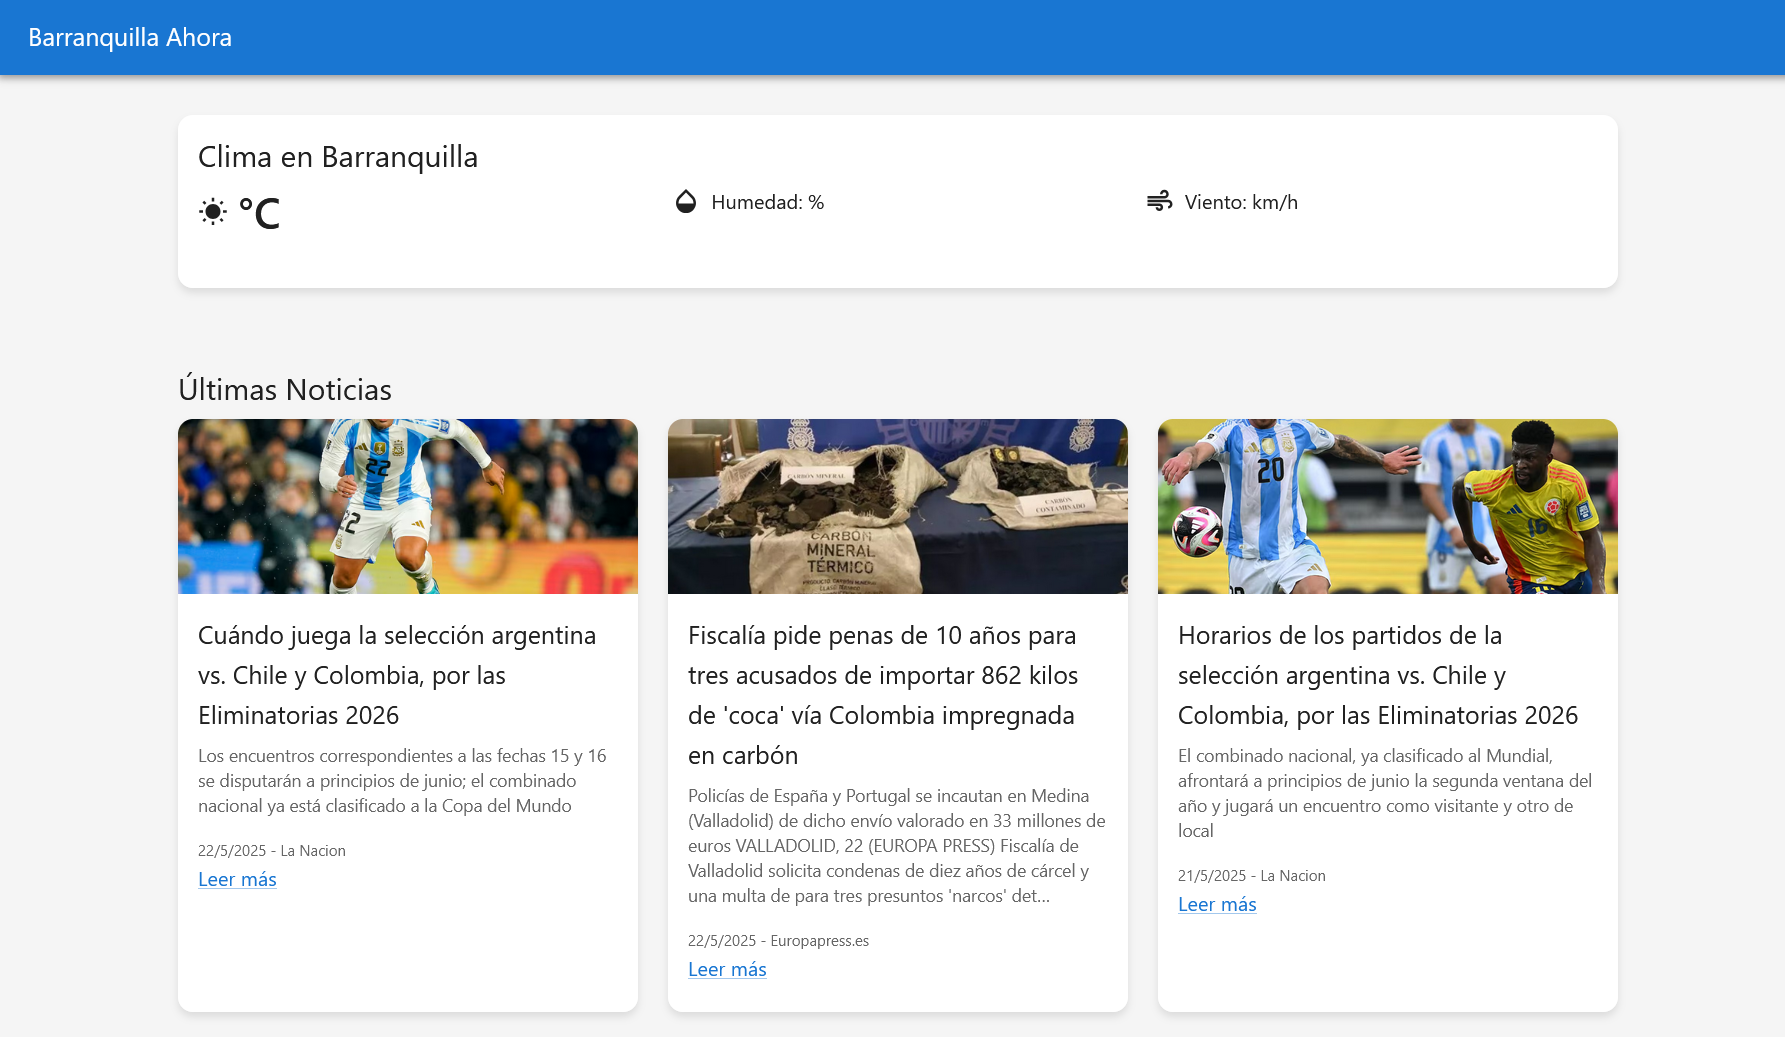 Barranquilla Ahora
Clima en Barranquilla
°C
Humedad: %
Viento: km/h
Últimas Noticias
22
22
CARBÓN MINERAL
CARBÓN
CONTAMINADO
CARBÓN
MINERAL
TÉRMICO
20
16
Cuándo juega la selección argentina
vs. Chile y Colombia, por las
Eliminatorias 2026
Los encuentros correspondientes a las fechas 15 y 16
se disputarán a principios de junio; el combinado
nacional ya está clasificado a la Copa del Mundo
22/5/2025 - La Nacion
Leer más
Fiscalía pide penas de 10 años para
tres acusados de importar 862 kilos
de 'coca' vía Colombia impregnada
en carbón
Policías de España y Portugal se incautan en Medina
(Valladolid) de dicho envío valorado en 33 millones de
euros VALLADOLID, 22 (EUROPA PRESS) Fiscalía de
Valladolid solicita condenas de diez años de cárcel y
una multa de para tres presuntos 'narcos' det...
22/5/2025 - Europapress.es
Leer más
Horarios de los partidos de la
selección argentina vs. Chile y
Colombia, por las Eliminatorias 2026
El combinado nacional, ya clasificado al Mundial,
afrontará a principios de junio la segunda ventana del
año y jugará un encuentro como visitante y otro de
local
21/5/2025 - La Nacion
Leer más